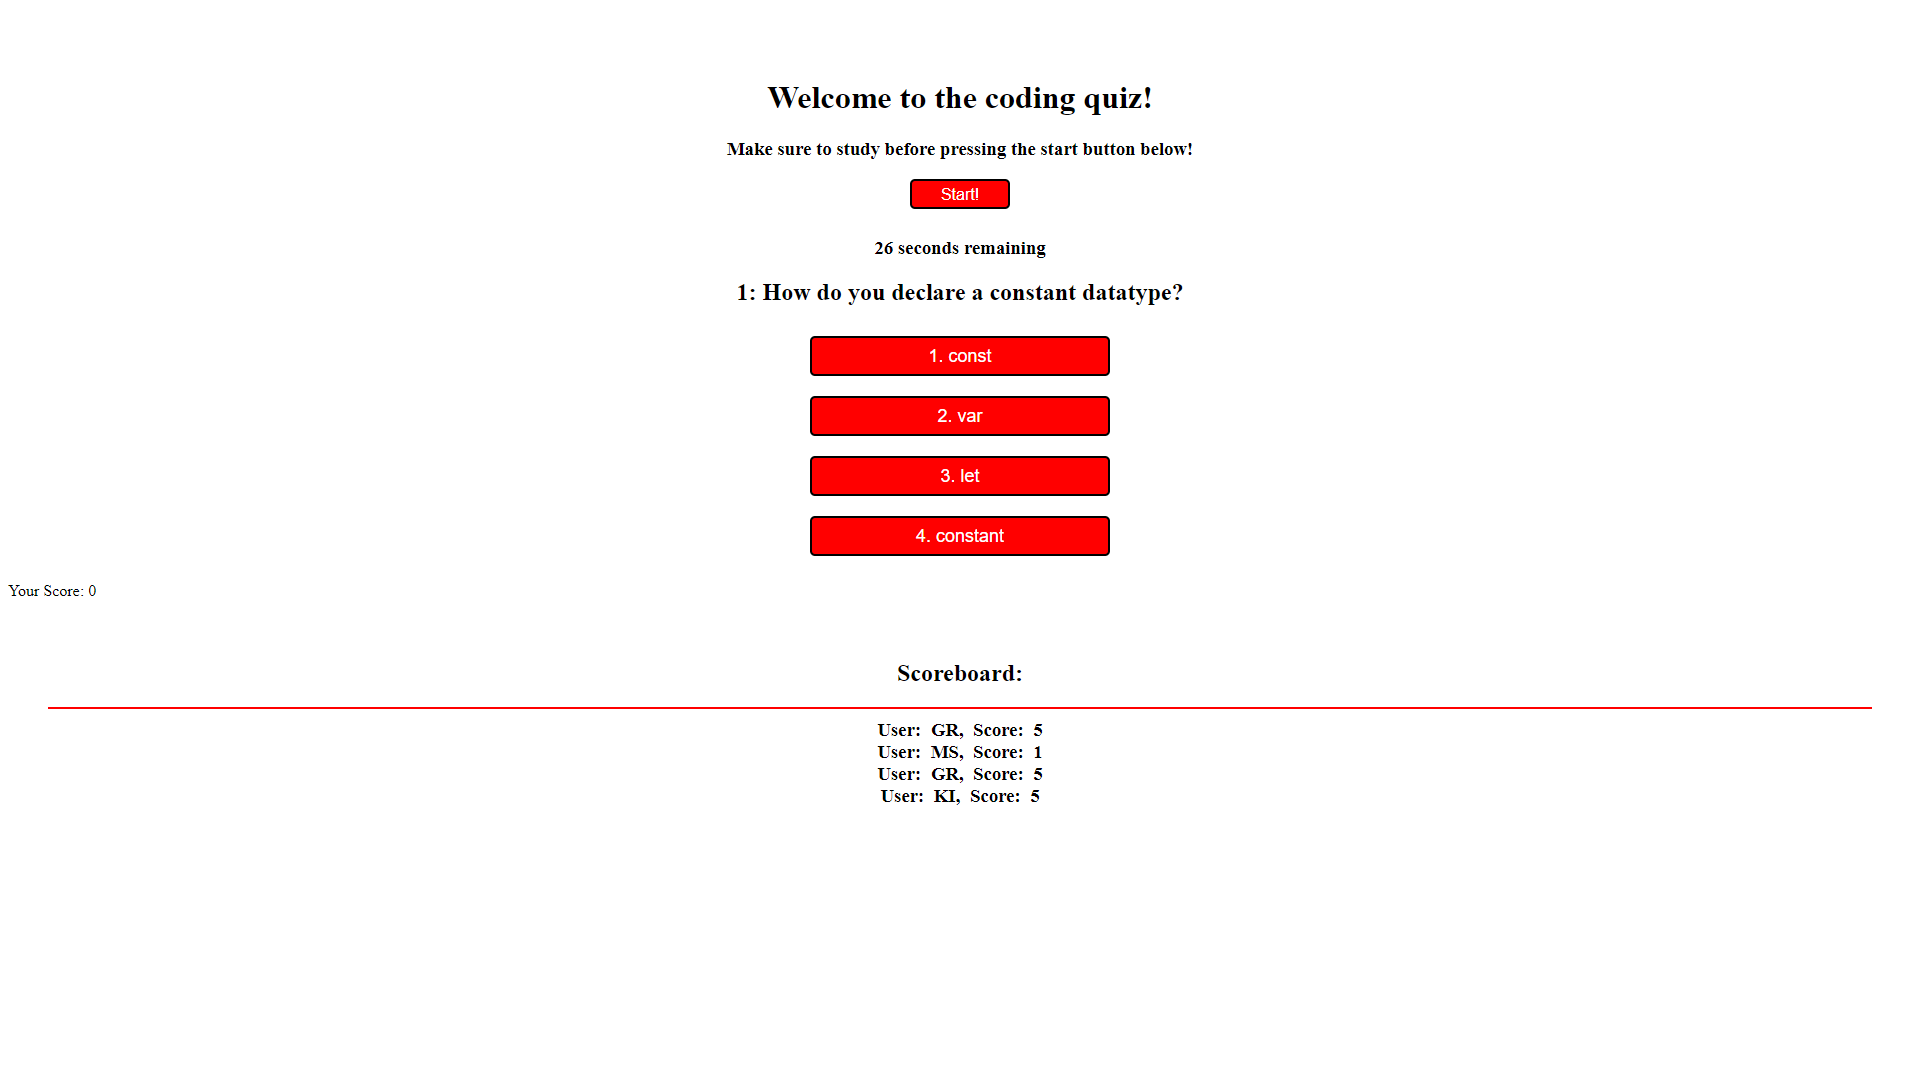 Welcome to the coding quiz!
Make sure to study before pressing the start button below!
Start!
26 seconds remaining
1: How do you declare a constant datatype?
1. const
2. var
3. let
4. constant
Your Score: 0
Scoreboard:
User: GR, Score: 5
User: MS, Score: 1
User: GR, Score: 5
User: KI, Score: 5